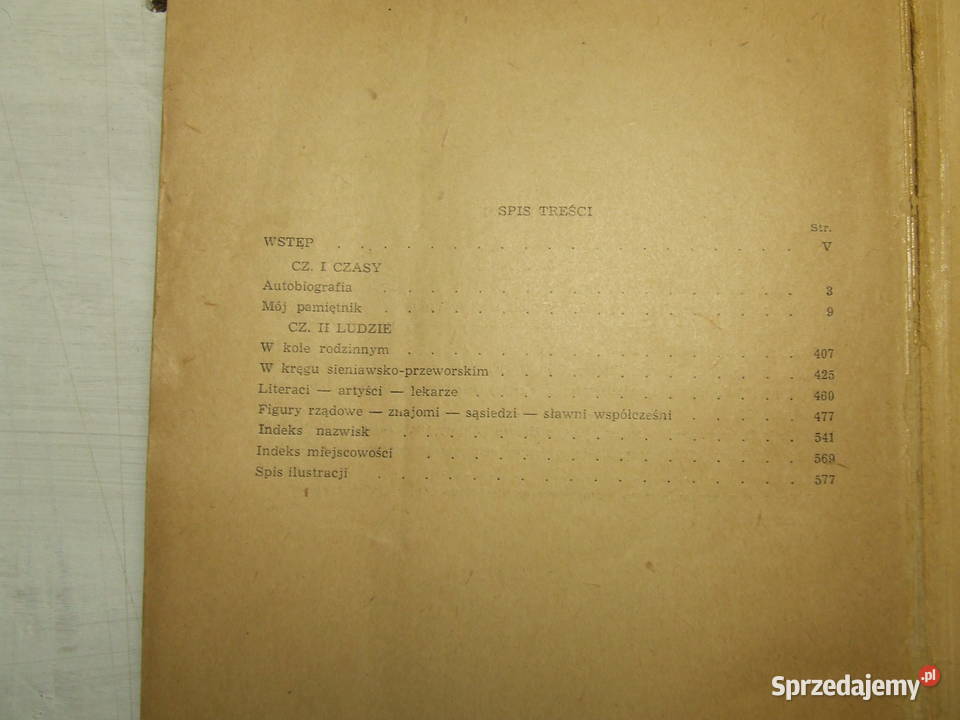 SPIS TREŚCI
Str.
WSTĘP . . . . . . . . . . . . . . . . . V
CZ. I CZASY
Autobiografia . . . . . . . . . . . . . . . . 3
Mój pamiętnik . . . . . . . . . . . . . . . . 9
CZ. II LUDZIE
W kole rodzinnym . . . . . . . . . . . . . . . 407
W kręgu sieniawsko-przeworskim . . . . . . . . . . . 425
Literaci — artyści — lekarze . . . . . . . . . . . . 460
Figury rządowe — znajomi — sąsiedzi — sławni współcześni . . . . . 477
Indeks nazwisk . . . . . . . . . . . . . . . 541
Indeks miejscowości . . . . . . . . . . . . . . 569
Spis ilustracji . . . . . . . . . . . . . . . . 577
Sprzedajemy.pl